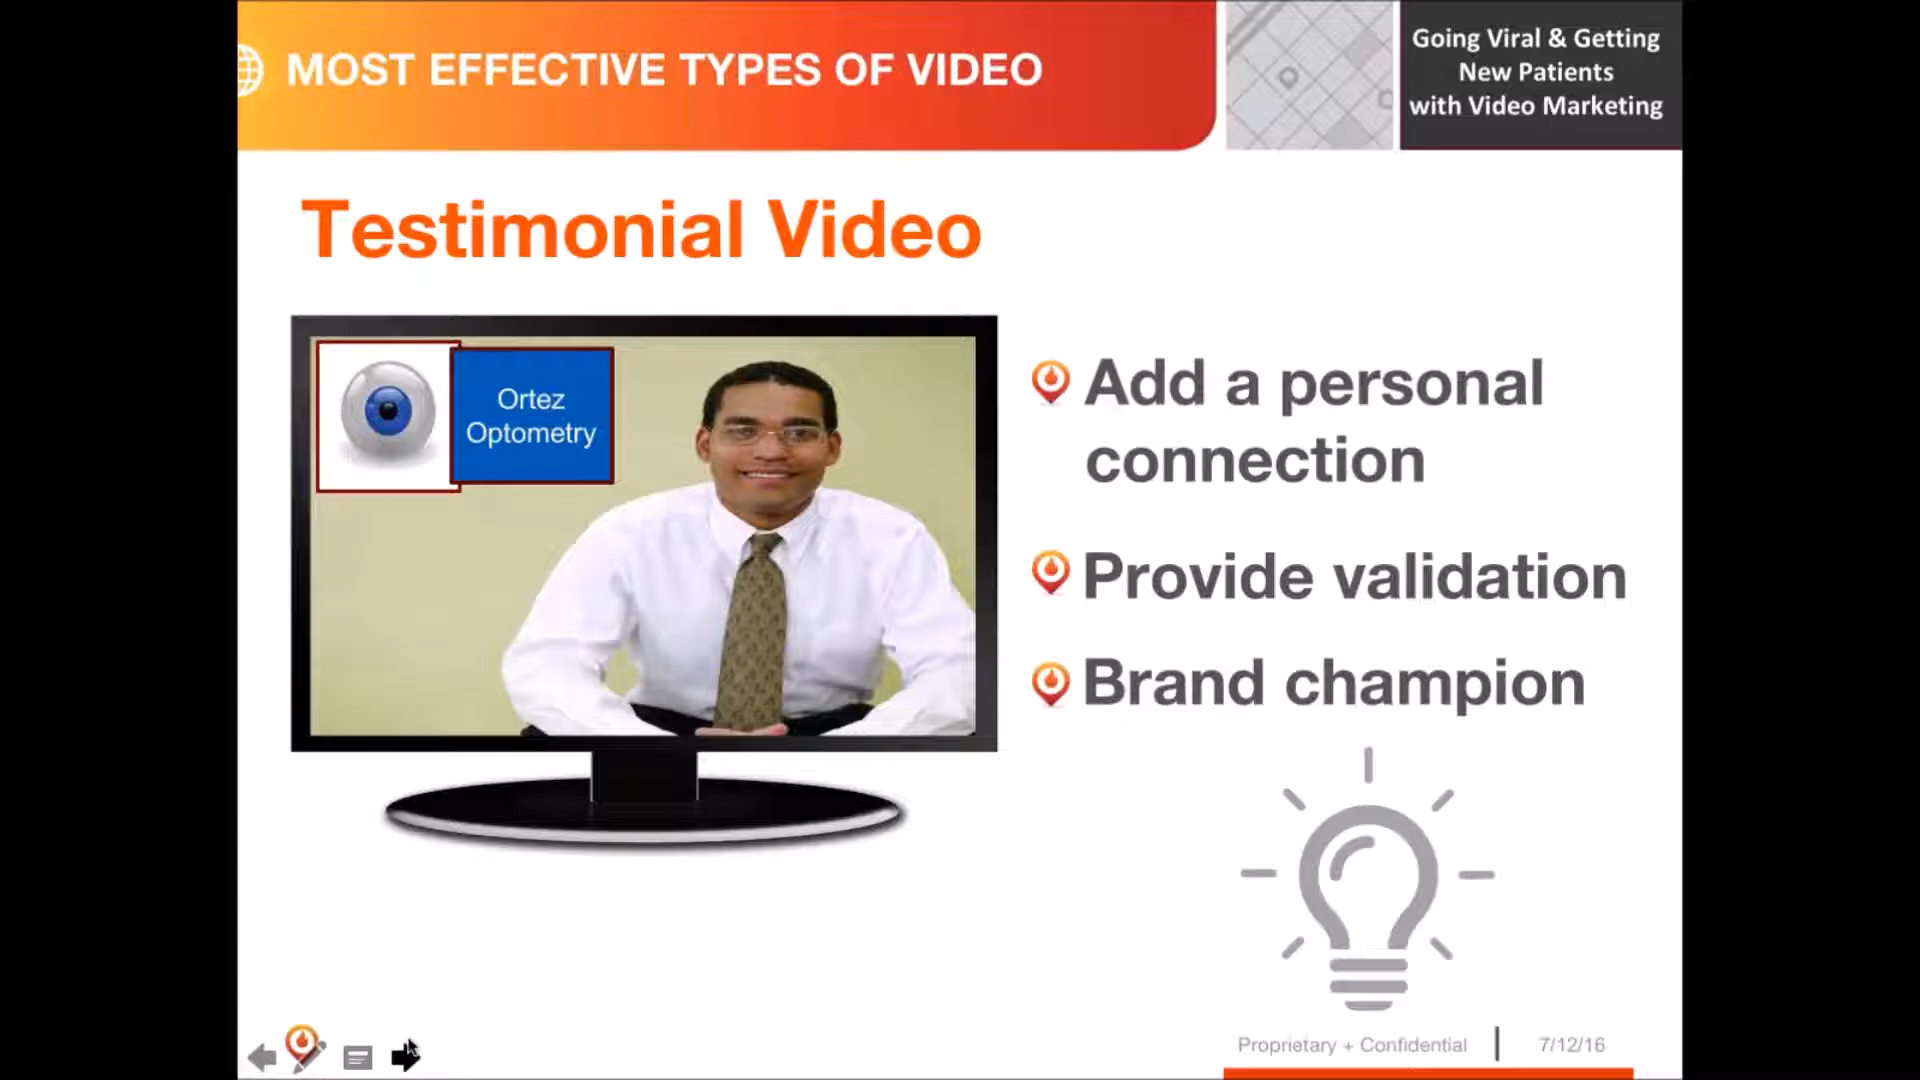 MOST EFFECTIVE TYPES OF VIDEO
Going Viral & Getting
New Patients
with Video Marketing
Testimonial Video
Ortez
Optometry
Add a personal
connection
Provide validation
Brand champion
Proprietary + Confidential
7/12/16